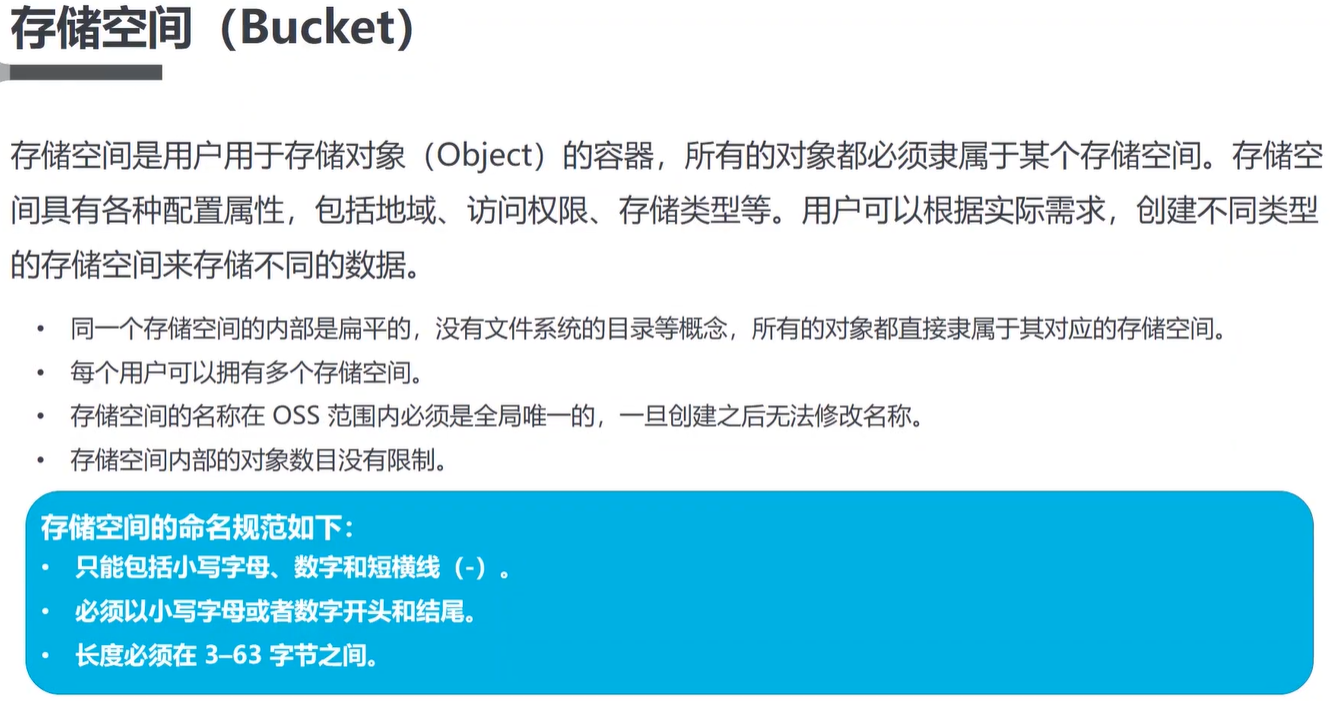 存储空间（Bucket）
存储空间是用户用于存储对象（Object）的容器，所有的对象都必须隶属于某个存储空间。存储空
间具有各种配置属性，包括地域、访问权限、存储类型等。用户可以根据实际需求，创建不同类型
的存储空间来存储不同的数据。
• 同一个存储空间的内部是扁平的，没有文件系统的目录等概念，所有的对象都直接隶属于其对应的存储空间。
• 每个用户可以拥有多个存储空间。
• 存储空间的名称在 OSS 范围内必须是全局唯一的，一旦创建之后无法修改名称。
• 存储空间内部的对象数目没有限制。
存储空间的命名规范如下：
• 只能包括小写字母、数字和短横线（-）。
• 必须以小写字母或者数字开头和结尾。
• 长度必须在 3–63 字节之间。